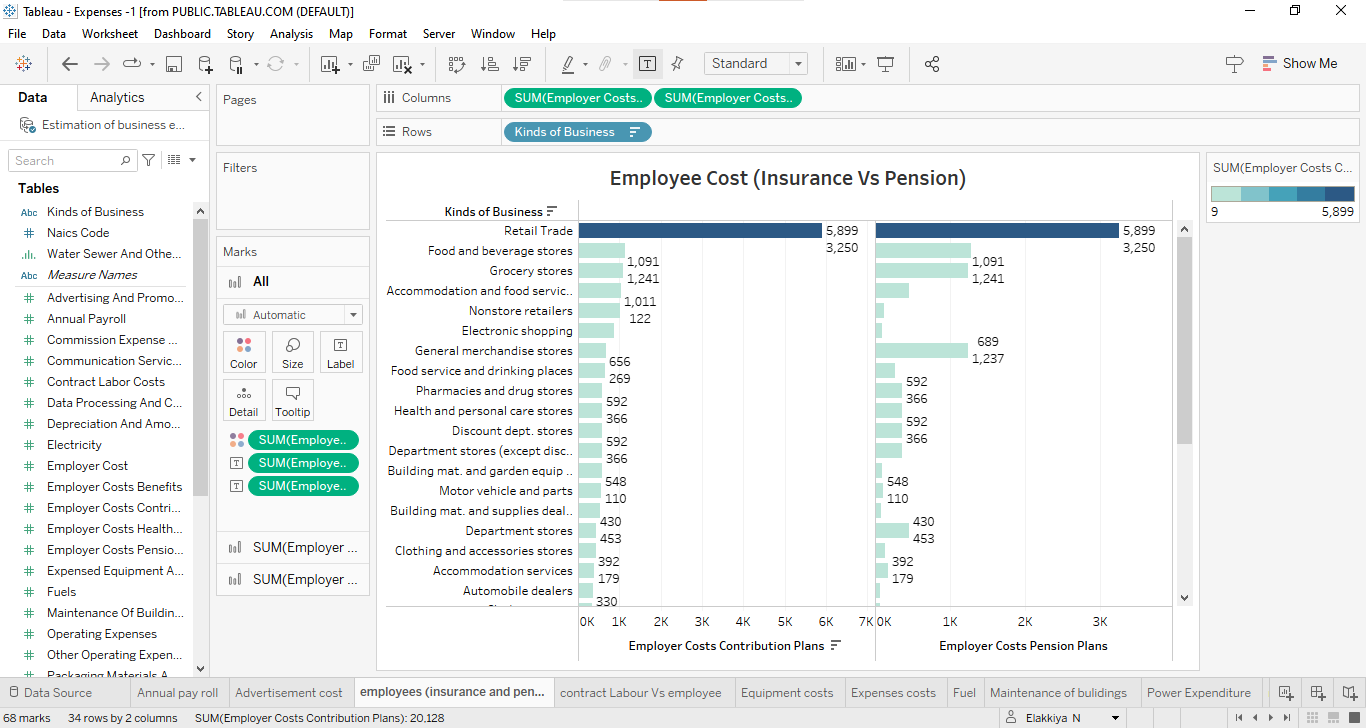 Tableau - Expenses -1 [from PUBLIC.TABLEAU.COM (DEFAULT)]
File Data Worksheet Dashboard Story Analysis Map Format Server Window Help
Standard
Show Me
Data Analytics
Estimation of business e...
Search
Tables
Abc Kinds of Business
# Naics Code
Water Sewer And Othe...
Abc Measure Names
# Advertising And Promo...
# Annual Payroll
# Commission Expense ...
# Communication Servic...
# Contract Labor Costs
# Data Processing And C...
# Depreciation And Amo...
# Electricity
# Employer Cost
# Employer Costs Benefits
# Employer Costs Contri...
# Employer Costs Health...
# Employer Costs Pensio...
# Expensed Equipment A...
# Fuels
# Maintenance Of Buildin...
# Operating Expenses
# Other Operating Expen...
# Packaging Materials A...
Pages
Filters
Marks
All
Automatic
Color Size Label
Detail Tooltip
SUM(Employe..
T SUM(Employe..
T SUM(Employe..
SUM(Employer ...
SUM(Employer ...
Columns SUM(Employer Costs.. SUM(Employer Costs..
Rows Kinds of Business
Employee Cost (Insurance Vs Pension)
Kinds of Business
Retail Trade 5,899 5,899
3,250 3,250
Food and beverage stores
1,091 1,091
Grocery stores
1,241 1,241
Accommodation and food servic..
1,011
Nonstore retailers
122
Electronic shopping
689
General merchandise stores
656 1,237
Food service and drinking places
269 592
Pharmacies and drug stores
592 366
Health and personal care stores
366 592
Discount dept. stores
592 366
Department stores (except disc..
366
Building mat. and garden equip ..
548 548
Motor vehicle and parts
110 110
Building mat. and supplies deal..
430 430
Department stores
453 453
Clothing and accessories stores
392 392
Accommodation services
179 179
Automobile dealers
330
0K 1K 2K 3K 4K 5K 6K 7K 0K 1K 2K 3K
Employer Costs Contribution Plans Employer Costs Pension Plans
SUM(Employer Costs C...
9 5,899
Data Source Annual pay roll Advertisement cost employees (insurance and pen... contract Labour Vs employee Equipment costs Expenses costs Fuel Maintenance of bulidings Power Expenditure
68 marks 34 rows by 2 columns SUM(Employer Costs Contribution Plans): 20,128 Elakkiya N